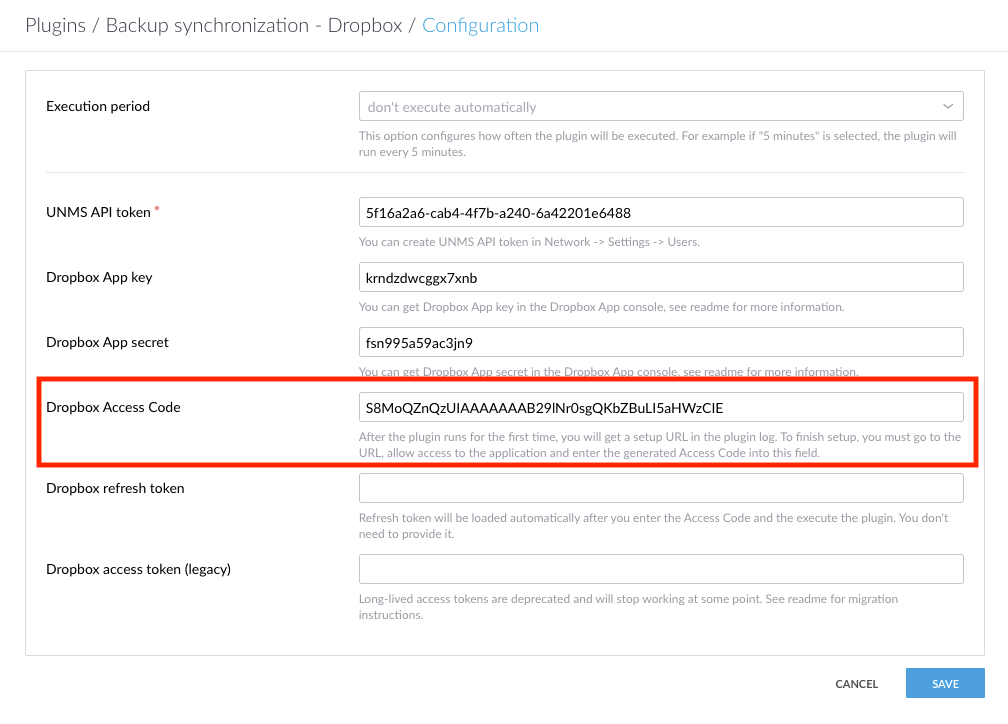 Plugins / Backup synchronization - Dropbox / Configuration
Execution period
don't execute automatically
This option configures how often the plugin will be executed. For example if "5 minutes" is selected, the plugin will
run every 5 minutes.
UNMS API token *
5f16a2a6-cab4-4f7b-a240-6a42201e6488
You can create UNMS API token in Network -> Settings -> Users.
Dropbox App key
krndzdwcggx7xnb
You can get Dropbox App key in the Dropbox App console, see readme for more information.
Dropbox App secret
fsn995a59ac3jn9
You can get Dropbox App secret in the Dropbox App console, see readme for more information.
Dropbox Access Code
S8MoQZnQzUIAAAAAAAB29lNr0sgQKbZBuLI5aHWzCIE
After the plugin runs for the first time, you will get a setup URL in the plugin log. To finish setup, you must go to the
URL, allow access to the application and enter the generated Access Code into this field.
Dropbox refresh token
Refresh token will be loaded automatically after you enter the Access Code and the execute the plugin. You don't
need to provide it.
Dropbox access token (legacy)
Long-lived access tokens are deprecated and will stop working at some point. See readme for migration
instructions.
CANCEL
SAVE